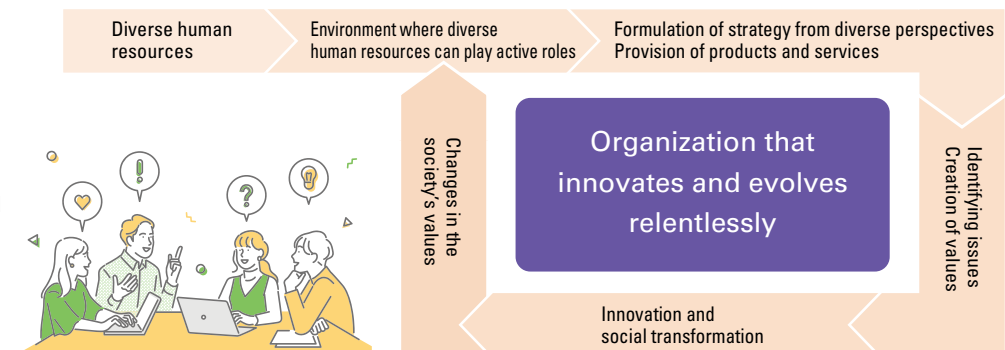 Diverse human
resources
Environment where diverse
human resources can play active roles
Formulation of strategy from diverse perspectives
Provision of products and services
Identifying issues
Creation of values
Innovation and
social transformation
Changes in the
society's values
Organization that
innovates and evolves
relentlessly
!
?